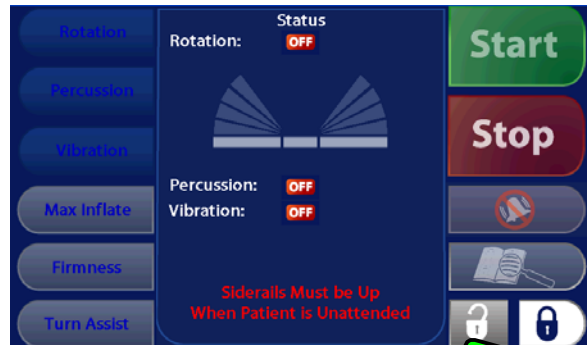 Rotation
Percussion
Vibration
Max Inflate
Firmness
Turn Assist
Status
Rotation: OFF
Percussion: OFF
Vibration: OFF
Siderails Must be Up
When Patient is Unattended
Start
Stop